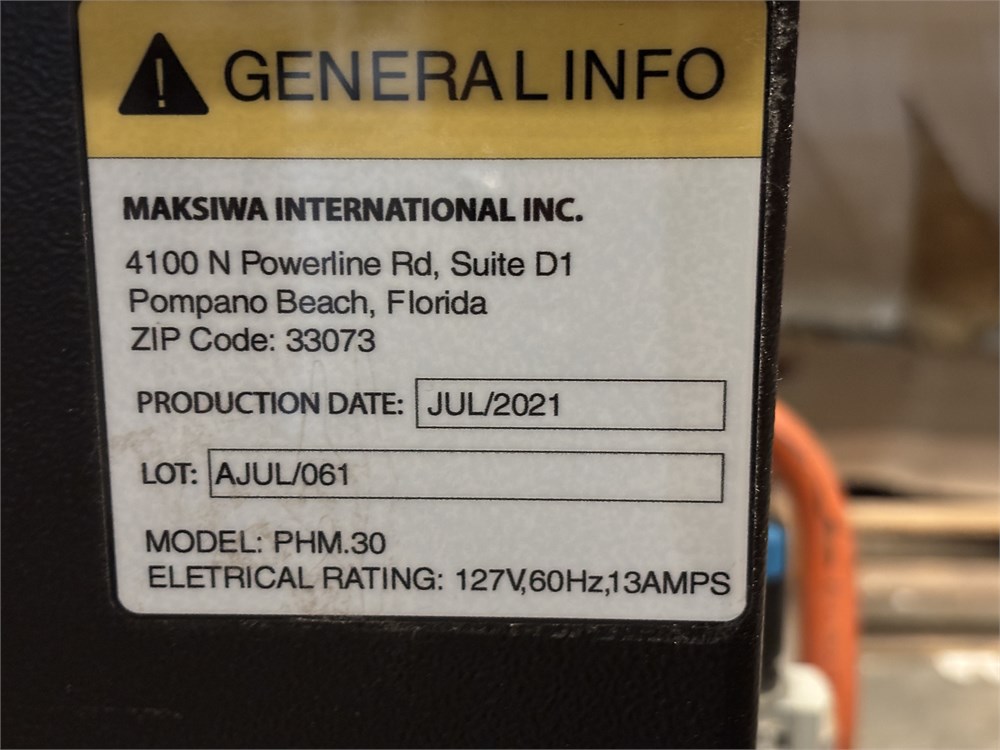 GENERAL INFO
MAKSIWA INTERNATIONAL INC.
4100 N Powerline Rd, Suite D1
Pompano Beach, Florida
ZIP Code: 33073
PRODUCTION DATE: JUL/2021
LOT: AJUL/061
MODEL: PHM.30
ELETRICAL RATING: 127V,60Hz,13AMPS